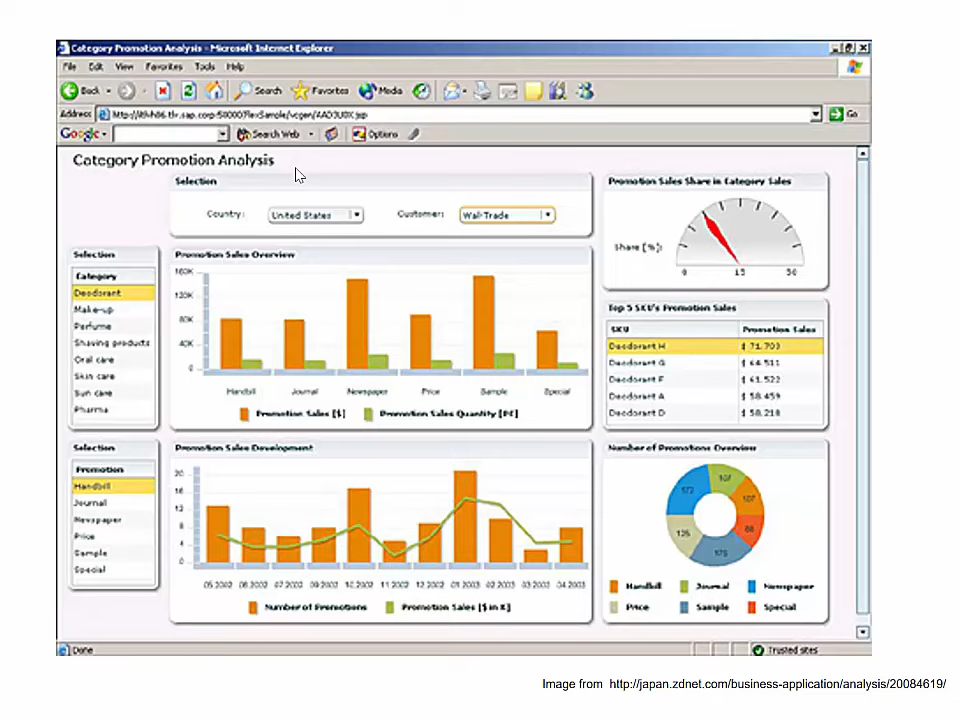 Category Promotion Analysis - Microsoft Internet Explorer
File Edit View Favorites Tools Help
Back Search Favorites Media
Address Go
Google Search Web Options
Category Promotion Analysis
Selection
Country: United States Customer: Wal-Trade
Promotion Sales Share in Category Sales
Share [%]:
0 15 30
Selection
Category
Deodorant
Make-up
Perfume
Shaving products
Oral care
Skin care
Sun care
Pharma
Promotion Sales Overview
160K
120K
80K
40K
0
Handbill Journal Newspaper Price Sample Special
Promotion Sales [$] Promotion Sales Quantity [PC]
Top 5 SKU's Promotion Sales
SKU Promotion Sales
Deodorant H $ 71.703
Deodorant G $ 64.511
Deodorant F $ 61.522
Deodorant A $ 58.459
Deodorant D $ 58.218
Selection
Promotion
Handbill
Journal
Newspaper
Price
Sample
Special
Promotion Sales Development
20
16
12
8
4
0
05.2002 06.2002 07.2002 09.2002 10.2002 11.2002 12.2002 01.2003 02.2003 03.2003 04.2003
Number of Promotions Promotion Sales [$ in K]
Number of Promotions Overview
107
107
88
175
135
172
Handbill Journal Newspaper
Price Sample Special
Done Trusted sites
Image from http://japan.zdnet.com/business-application/analysis/20084619/